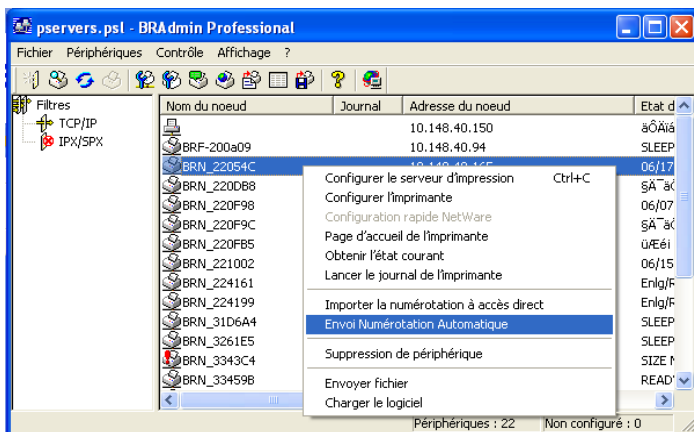 pservers.psl - BRAdmin Professional
Fichier Périphériques Contrôle Affichage ?
Filtres
TCP/IP
IPX/SPX
Nom du noeud Journal Adresse du noeud Etat d
10.148.40.150
BRF-200a09 10.148.40.94 SLEEP
BRN_22054C 06/17
BRN_220DB8
BRN_220F98 06/07
BRN_220F9C
BRN_220FB5
BRN_221002 06/15
BRN_224161 Enlg/R
BRN_224199 Enlg/R
BRN_31D6A4 SLEEP
BRN_3261E5 SLEEP
BRN_3343C4 SIZE
BRN_33459B READ
Configurer le serveur d'impression Ctrl+C
Configurer l'imprimante
Configuration rapide NetWare
Page d'accueil de l'imprimante
Obtenir l'état courant
Lancer le journal de l'imprimante
Importer la numérotation à accès direct
Envoi Numérotation Automatique
Suppression de périphérique
Envoyer fichier
Charger le logiciel
Périphériques : 22 Non configuré : 0